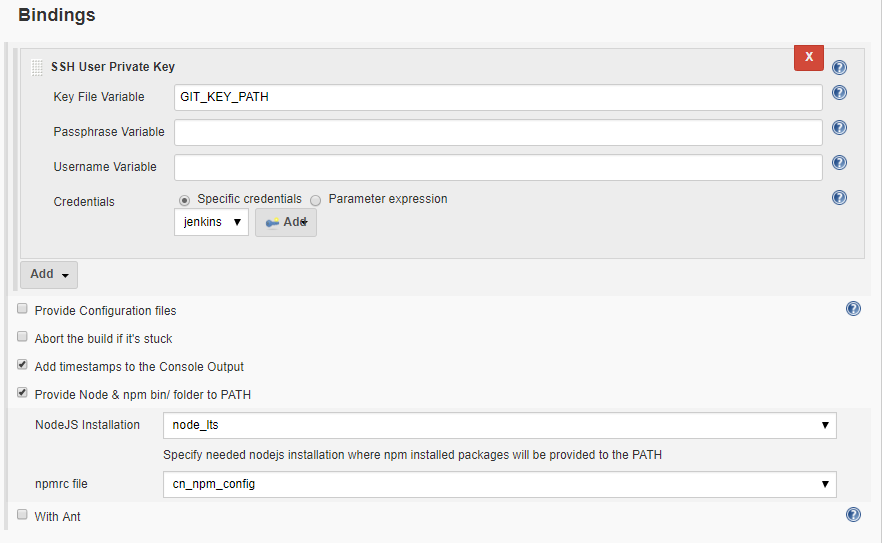 Bindings
SSH User Private Key
X
Key File Variable
GIT_KEY_PATH
Passphrase Variable
Username Variable
Credentials
Specific credentials
Parameter expression
jenkins
Add
Add
Provide Configuration files
Abort the build if it's stuck
Add timestamps to the Console Output
Provide Node & npm bin/ folder to PATH
NodeJS Installation
node_lts
Specify needed nodejs installation where npm installed packages will be provided to the PATH
npmrc file
cn_npm_config
With Ant